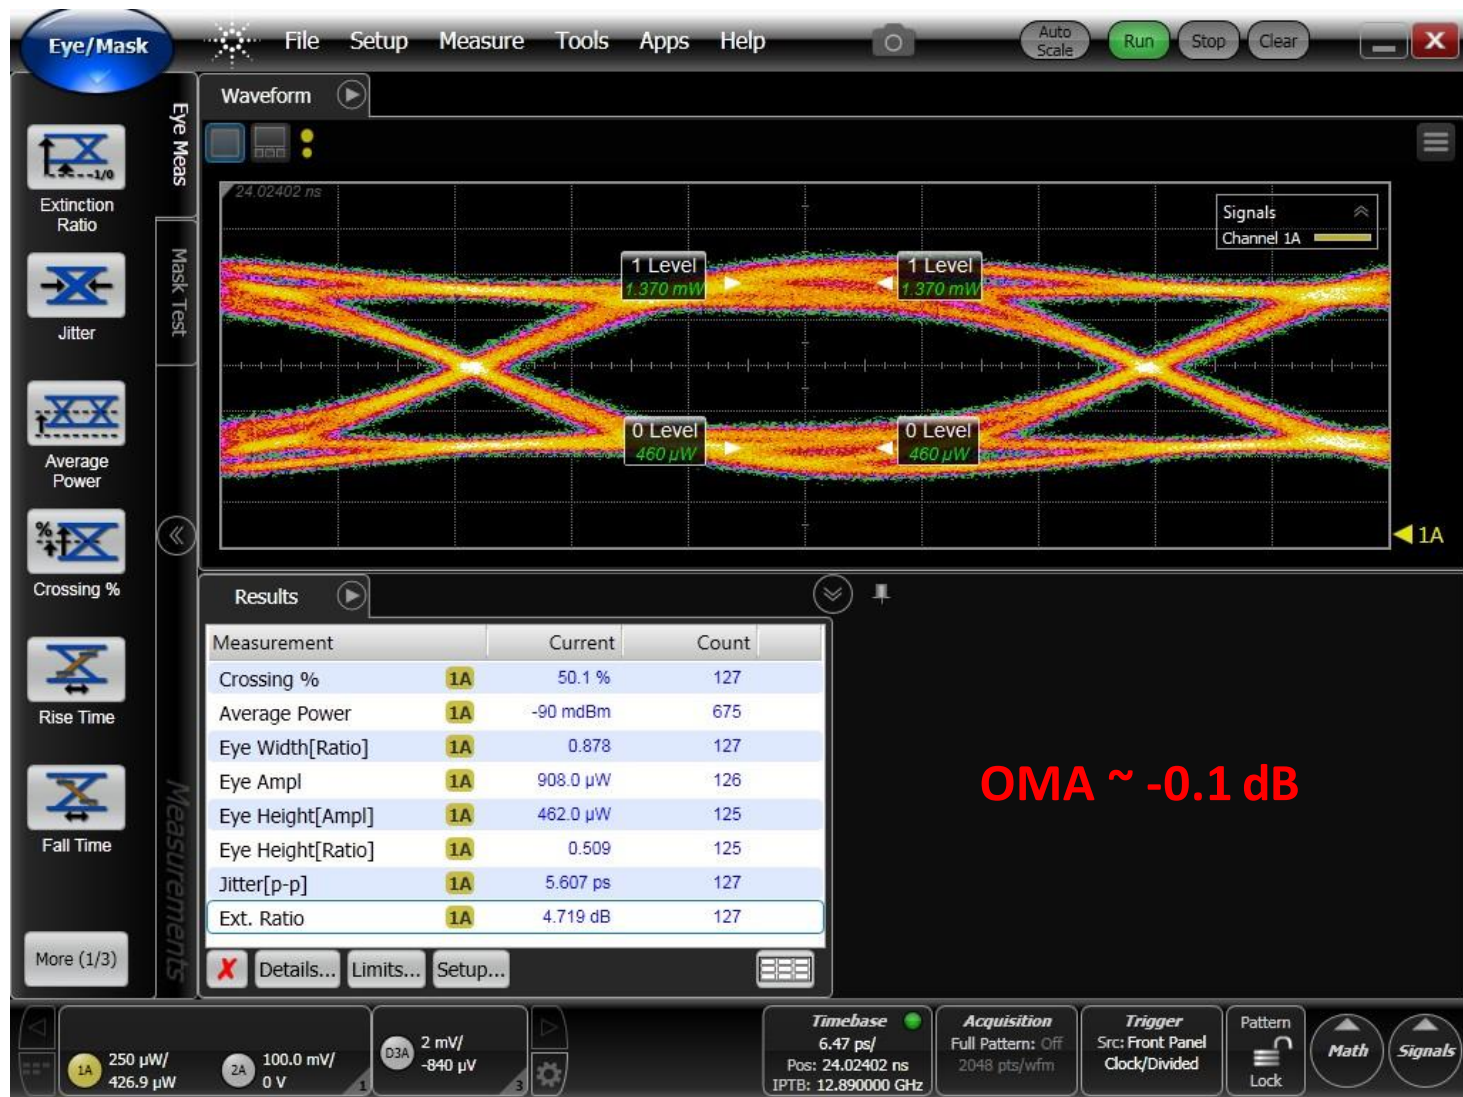 Eye/Mask
File Setup Measure Tools Apps Help
Auto Scale
Run
Stop
Clear
X
Eye Meas
Mask Test
Measurements
Extinction
Ratio
Jitter
Average
Power
%
Crossing %
Rise Time
Fall Time
More (1/3)
Waveform
24.02402 ns
Signals
Channel 1A
1 Level
1.370 mW
1 Level
1.370 mW
0 Level
460 µW
0 Level
460 µW
1A
Results
Measurement Current Count
Crossing % 1A 50.1 % 127
Average Power 1A -90 mdBm 675
Eye Width[Ratio] 1A 0.878 127
Eye Ampl 1A 908.0 µW 126
Eye Height[Ampl] 1A 462.0 µW 125
Eye Height[Ratio] 1A 0.509 125
Jitter[p-p] 1A 5.607 ps 127
Ext. Ratio 1A 4.719 dB 127
Details... Limits... Setup...
OMA ~ -0.1 dB
1A 250 µW/
426.9 µW
2A 100.0 mV/
0 V
1
D3A 2 mV/
-840 µV
3
Timebase
6.47 ps/
Pos: 24.02402 ns
IPTB: 12.890000 GHz
Acquisition
Full Pattern: Off
2048 pts/wfm
Trigger
Src: Front Panel
Clock/Divided
Pattern
Lock
Math
Signals